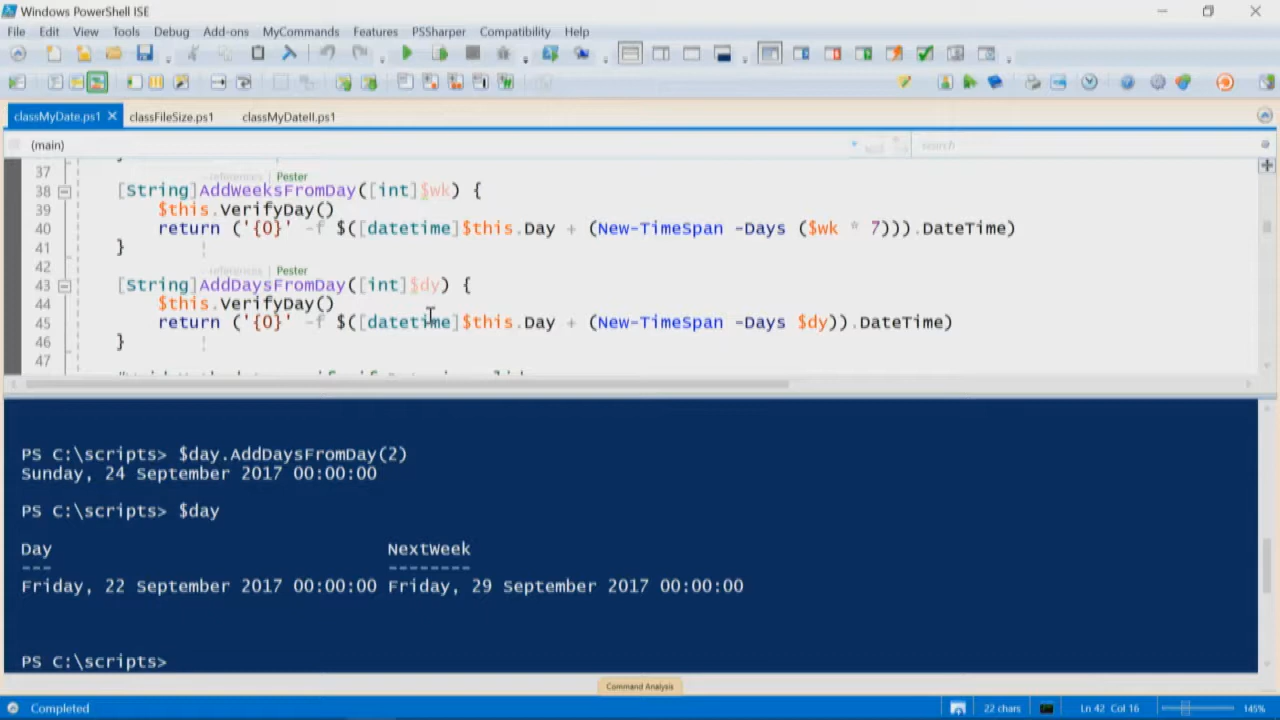 Windows PowerShell ISE
File Edit View Tools Debug Add-ons MyCommands Features PSSharper Compatibility Help
classMyDate.ps1 classFileSize.ps1 classMyDateII.ps1
(main) search
37
references | Pester
38 [String]AddWeeksFromDay([int]$wk) {
39 $this.VerifyDay()
40 return ('{0}' -f $([datetime]$this.Day + (New-TimeSpan -Days ($wk * 7))).DateTime)
41 }
42
references | Pester
43 [String]AddDaysFromDay([int]$dy) {
44 $this.VerifyDay()
45 return ('{0}' -f $([datetime]$this.Day + (New-TimeSpan -Days $dy)).DateTime)
46 }
47
PS C:\scripts> $day.AddDaysFromDay(2)
Sunday, 24 September 2017 00:00:00
PS C:\scripts> $day
Day NextWeek
--- --------
Friday, 22 September 2017 00:00:00 Friday, 29 September 2017 00:00:00
PS C:\scripts>
Command Analysis
Completed 22 chars Ln 42 Col 16 145%